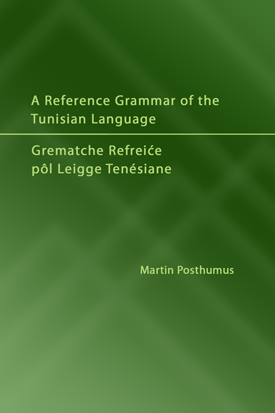 A Reference Grammar of the
Tunisian Language
Grematche Refreiće
pôl Leigge Tenésiane
Martin Posthumus